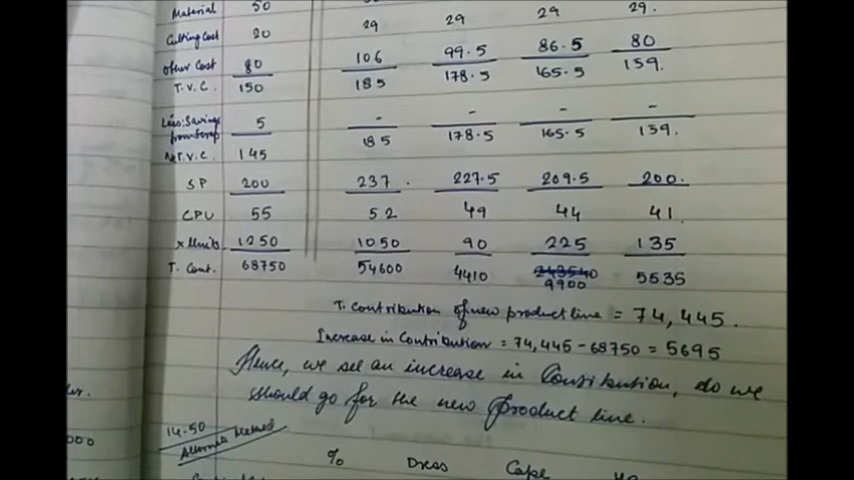 Material 50
29 29 29 29.
Cutting Cost 20
Other Cost 80 106 99.5 86.5 80
T.V.C. 150 185 178.5 165.5 159.
Less: Savings from Scrap 5 - - - -
Net T.V.C. 145 185 178.5 165.5 159.
SP 200 237. 227.5 209.5 200.
CPU 55 52 49 44 41.
x Units 1250 1050 90 225 135
T. Cont. 68750 54600 4410 9900 5535
T. Contribution of new product line = 74,445.
Increase in Contribution = 74,445 - 68750 = 5695
Hence, we see an increase in Contribution, so we
should go for the new product line.
14.50
Alternate Method
% Dress Cape
000